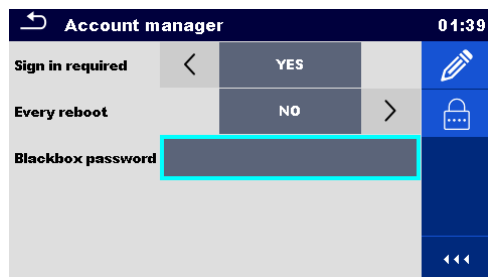 Account manager 01:39
Sign in required YES
Every reboot NO
Blackbox password